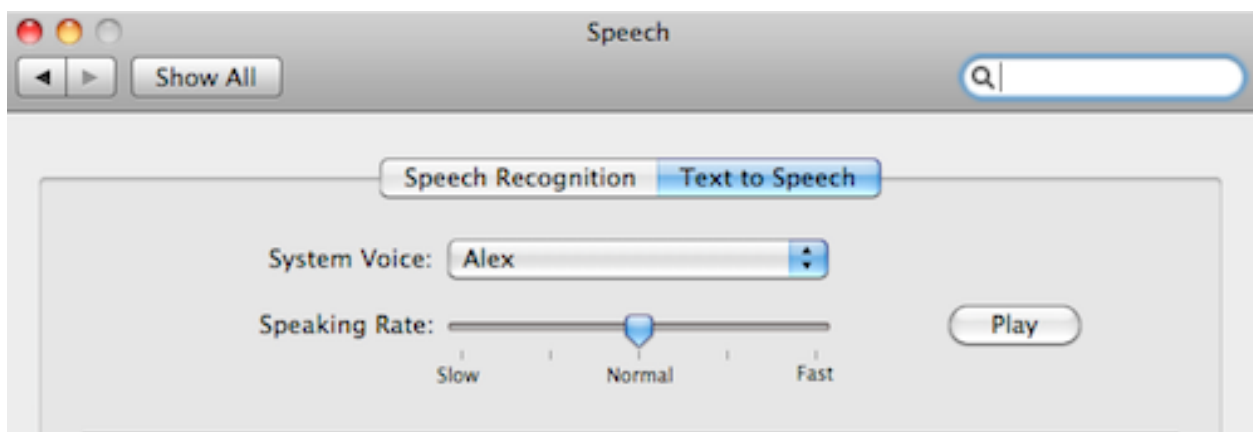 Speech
Show All
Speech Recognition Text to Speech
System Voice: Alex
Speaking Rate: Play
Slow Normal Fast